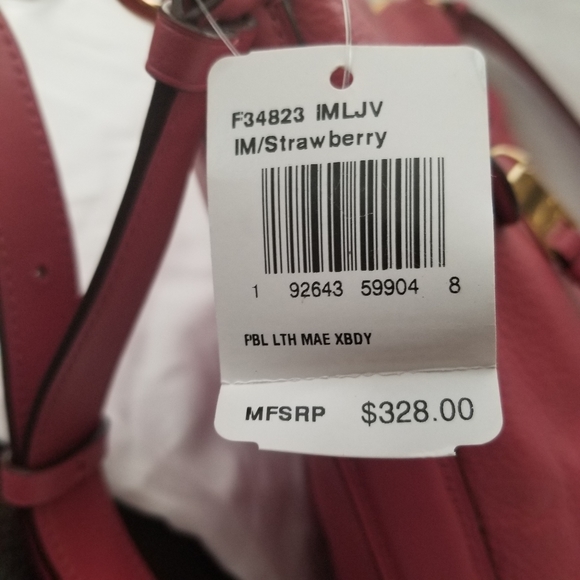 F34823 IMLJV
IM/Strawberry
1 92643 59904 8
PBL LTH MAE XBDY
MFSRP $328.00